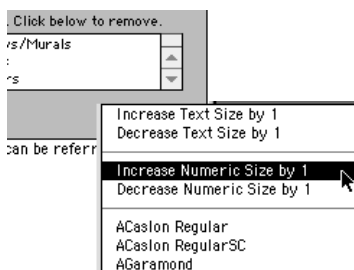 . Click below to remove.
ys/Murals
rs
can be referr
Increase Text Size by 1
Decrease Text Size by 1
Increase Numeric Size by 1
Decrease Numeric Size by 1
ACaslon Regular
ACaslon RegularSC
AGaramond